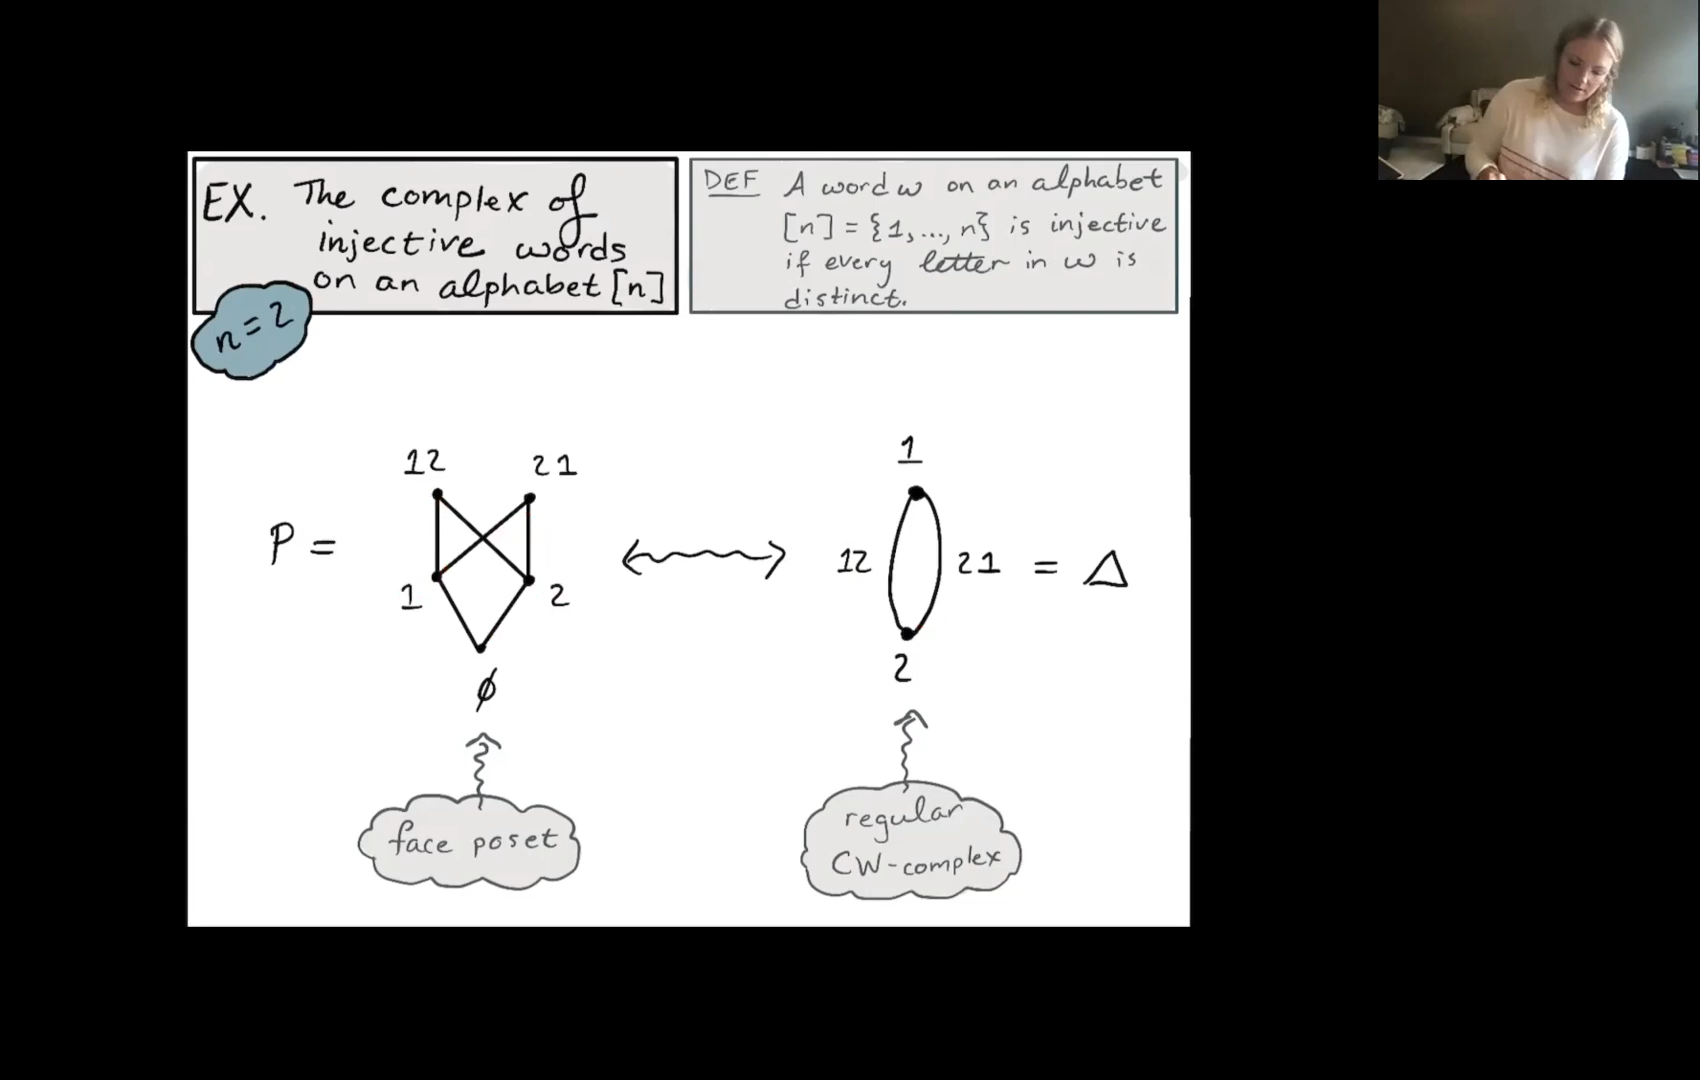 EX. The complex of
injective words
on an alphabet [n]
n=2
DEF A word w on an alphabet
[n] = {1,..., n} is injective
if every letter in w is
distinct.
12 21
P =
1 2
∅
face poset
1
12 21 = Δ
2
regular
CW-complex